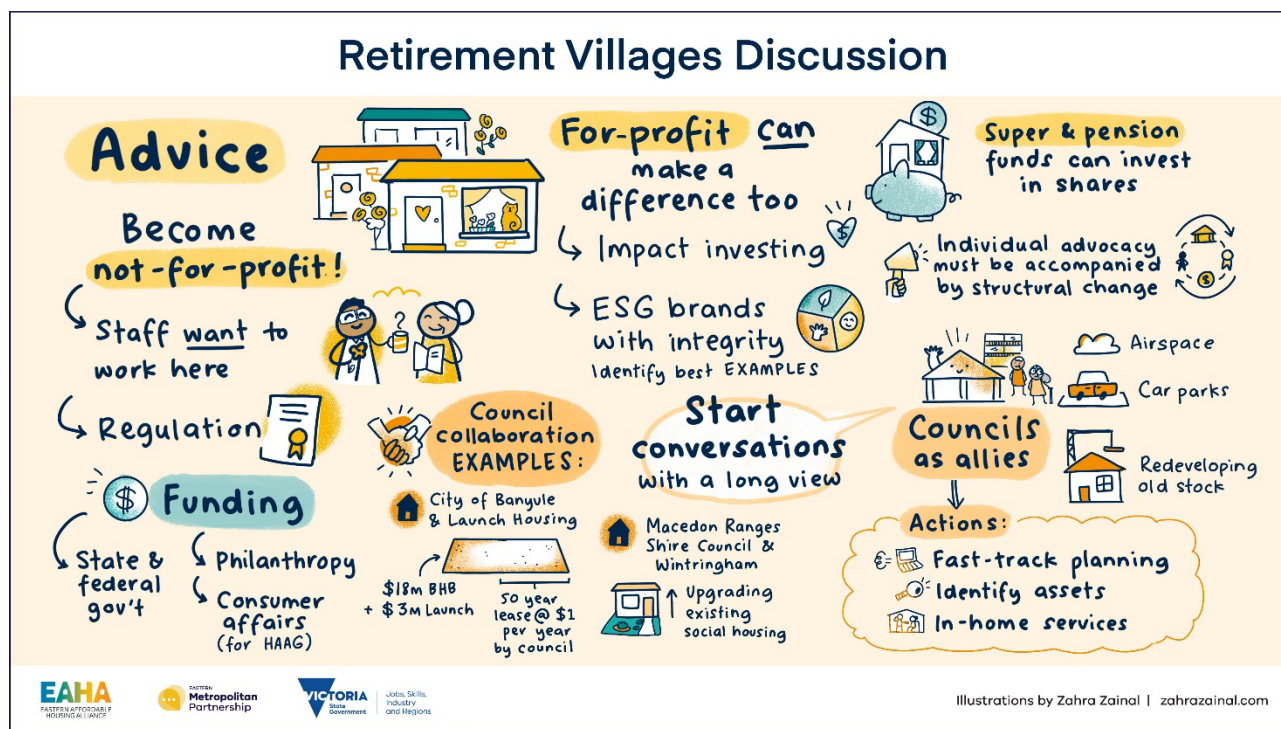 Retirement Villages Discussion
Advice
Become
not-for-profit!
Staff want to
work here
Regulation
$
Funding
State &
federal
gov't
Philanthropy
Consumer
affairs
(for HAAG)
For-profit can
make a
difference too
Impact investing
$
ESG brands
with integrity
Identify best EXAMPLES
Council
collaboration
EXAMPLES:
City of Banyule
& Launch Housing
$18m BHB
+ $3m Launch
50 year
lease @ $1
per year
by council
Start
conversations
with a long view
Macedon Ranges
Shire Council &
Wintringham
Upgrading
existing
social housing
$
Super & pension
funds can invest
in shares
Individual advocacy
must be accompanied
by structural change
$
Councils
as allies
Airspace
Car parks
Redeveloping
old stock
Actions:
Fast-track planning
Identify assets
In-home services
EAHA
EASTERN AFFORDABLE
HOUSING ALLIANCE
EASTERN
Metropolitan
Partnership
VICTORIA
State
Government
Jobs, Skills,
Industry
and Regions
Illustrations by Zahra Zainal | zahrazainal.com